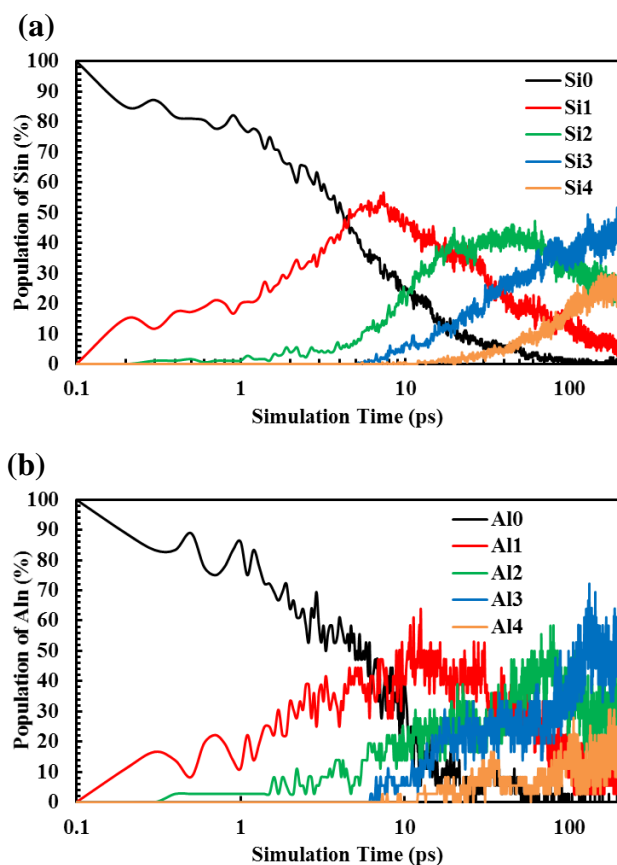 (a)
Population of Sin (%)
100
90
80
70
60
50
40
30
20
10
0
Si0
Si1
Si2
Si3
Si4
0.1 1 10 100
Simulation Time (ps)
(b)
Population of Aln (%)
100
90
80
70
60
50
40
30
20
10
0
Al0
Al1
Al2
Al3
Al4
0.1 1 10 100
Simulation Time (ps)